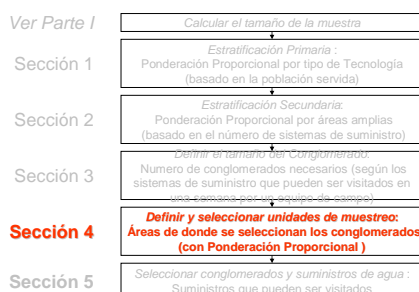 Ver Parte I
Calcular el tamaño de la muestra
Sección 1
Estratificación Primaria :
Ponderación Proporcional por tipo de Tecnología
(basado en la población servida)
Sección 2
Estratificación Secundaria:
Ponderación Proporcional por áreas amplias
(basado en el número de sistemas de suministro)
Sección 3
Definir el tamaño del Conglomerado:
Numero de conglomerados necesarios (según los
sistemas de suministro que pueden ser visitados en
una semana por un equipo de campo)
Sección 4
Definir y seleccionar unidades de muestreo:
Áreas de donde se seleccionan los conglomerados
(con Ponderación Proporcional )
Sección 5
Seleccionar conglomerados y suministros de agua :
Suministros que pueden ser visitados